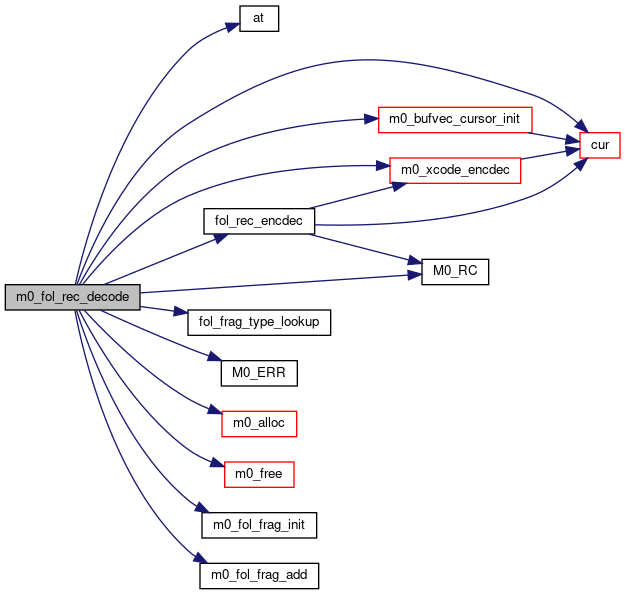 at
m0_bufvec_cursor_init
cur
m0_xcode_encdec
fol_rec_encdec
M0_RC
m0_fol_rec_decode
fol_frag_type_lookup
M0_ERR
m0_alloc
m0_free
m0_fol_frag_init
m0_fol_frag_add